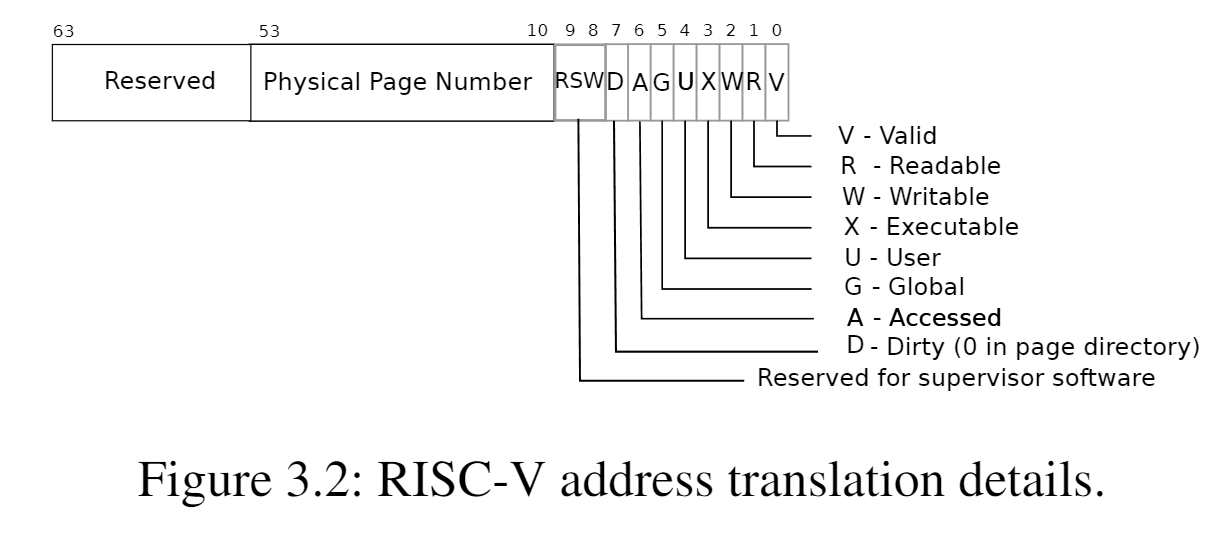 63 53 10 9 8 7 6 5 4 3 2 1 0
Reserved Physical Page Number RSW D A G U X W R V
V - Valid
R - Readable
W - Writable
X - Executable
U - User
G - Global
A - Accessed
D - Dirty (0 in page directory)
Reserved for supervisor software
Figure 3.2: RISC-V address translation details.